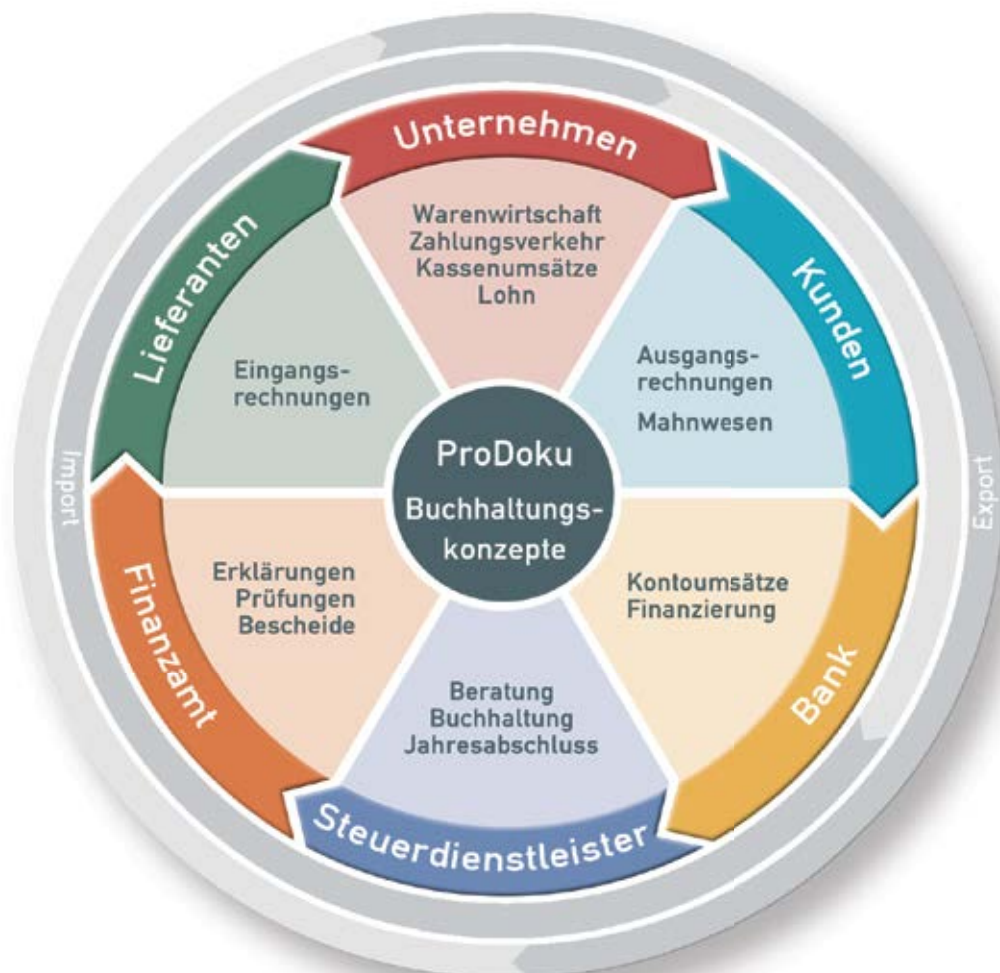 Unternehmen
Warenwirtschaft
Zahlungsverkehr
Kassenumsätze
Lohn
Kunden
Ausgangs-
rechnungen
Mahnwesen
Bank
Kontoumsätze
Finanzierung
Steuerdienstleister
Beratung
Buchhaltung
Jahresabschluss
Finanzamt
Erklärungen
Prüfungen
Bescheide
Lieferanten
Eingangs-
rechnungen
ProDoku
Buchhaltungs-
konzepte
Import
Export